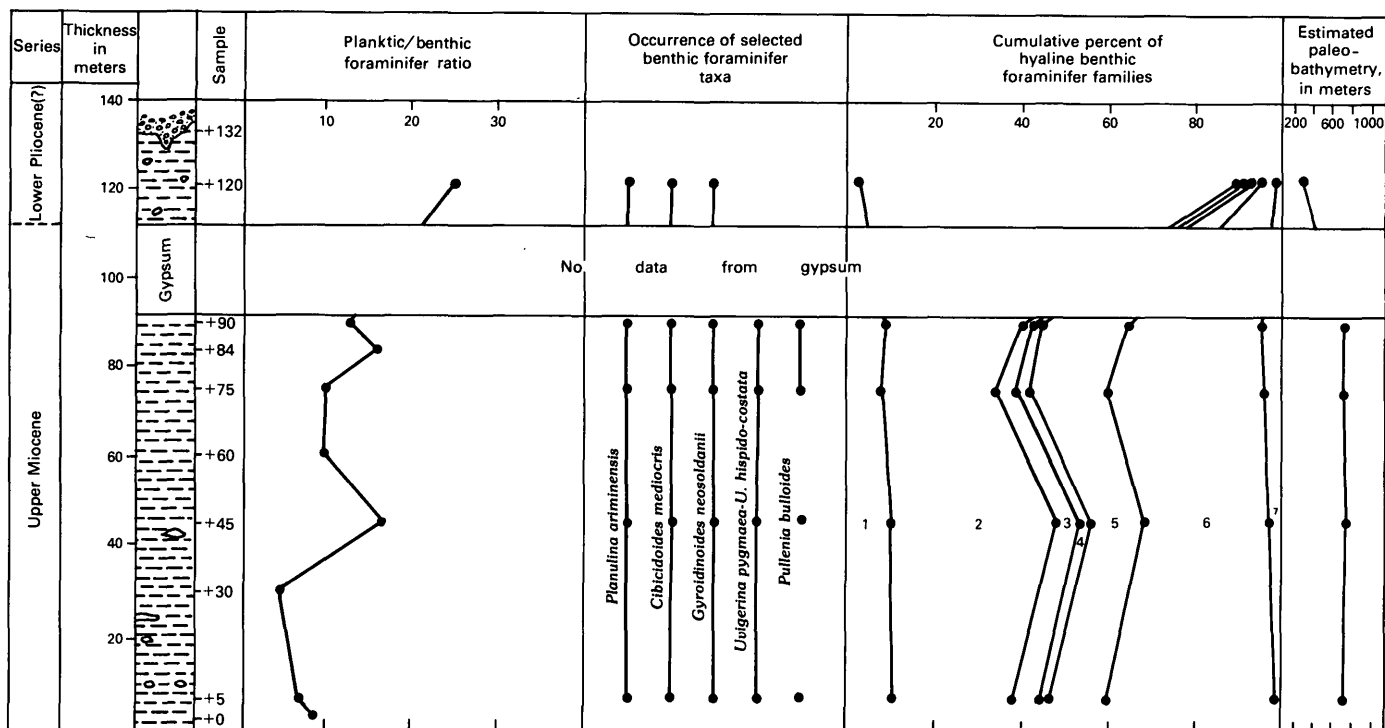 Series
Thickness
in
meters
Sample
Planktic/benthic
foraminifer ratio
Occurrence of selected
benthic foraminifer
taxa
Cumulative percent of
hyaline benthic
foraminifer families
Estimated
paleo-
bathymetry,
in meters
10 20 30
20 40 60 80
200 600 1000
Lower Pliocene(?)
Upper Miocene
140
120
100
80
60
40
20
Gypsum
+132
+120
+90
+84
+75
+60
+45
+30
+5
+0
No data from gypsum
Planulina ariminensis
Cibicidoides mediocris
Gyroidinoides neosoldanii
Uvigerina pygmaea-U. hispido-costata
Pullenia bulloides
1 2 3 4 5 6 7